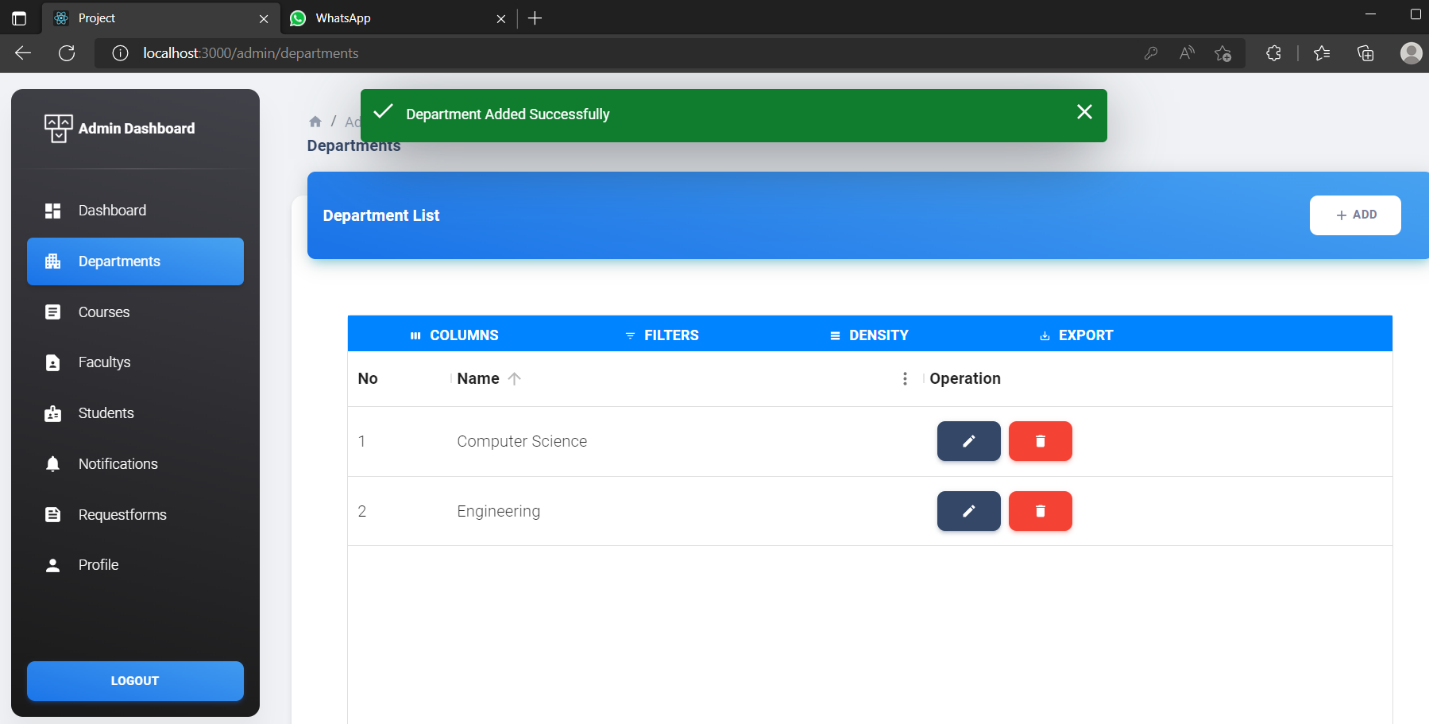 Project
WhatsApp
localhost:3000/admin/departments
Admin Dashboard
Dashboard
Departments
Courses
Facultys
Students
Notifications
Requestforms
Profile
LOGOUT
Department Added Successfully
/
Departments
Department List
+ ADD
COLUMNS FILTERS DENSITY EXPORT
No Name Operation
1 Computer Science
2 Engineering